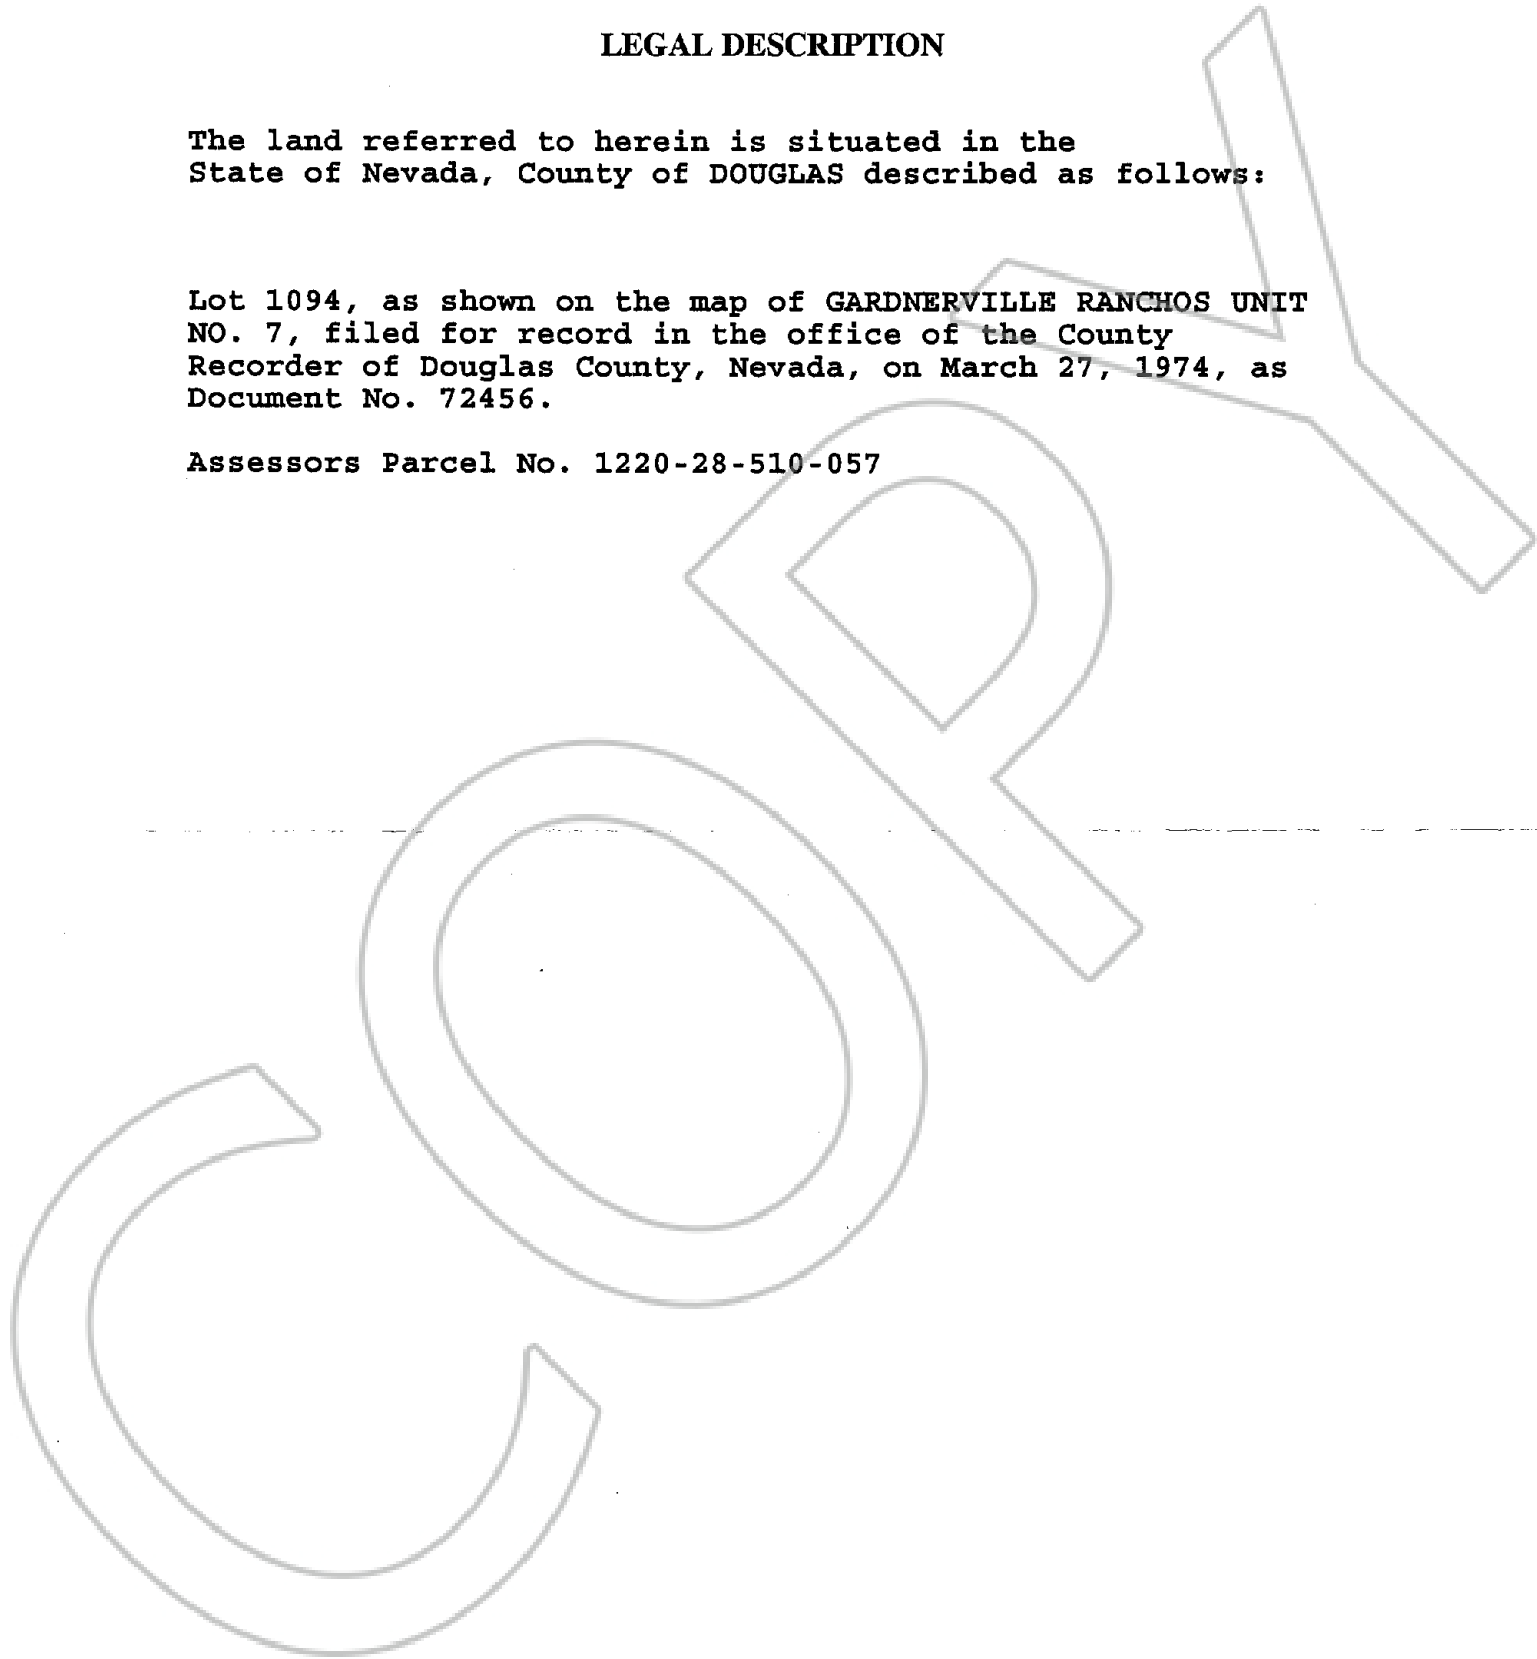 LEGAL DESCRIPTION
The land referred to herein is situated in the
State of Nevada, County of DOUGLAS described as follows:
Lot 1094, as shown on the map of GARDNERVILLE RANCHOS UNIT
NO. 7, filed for record in the office of the County
Recorder of Douglas County, Nevada, on March 27, 1974, as
Document No. 72456.
Assessors Parcel No. 1220-28-510-057
COPY